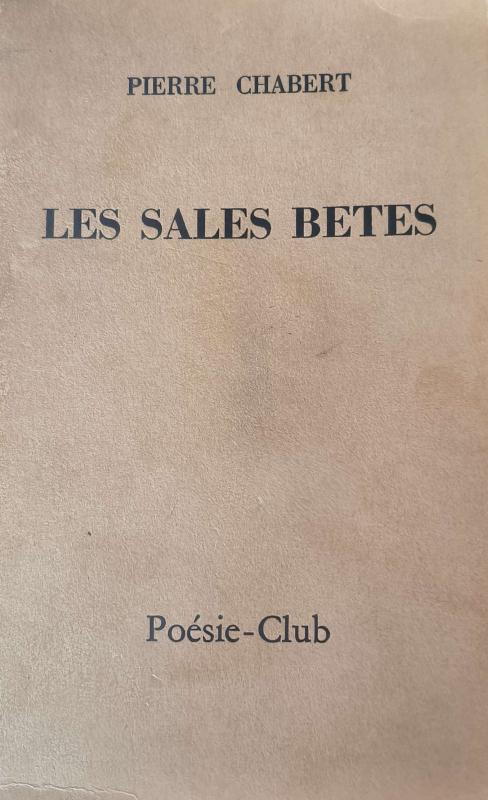 PIERRE CHABERT
LES SALES BETES
Poésie-Club